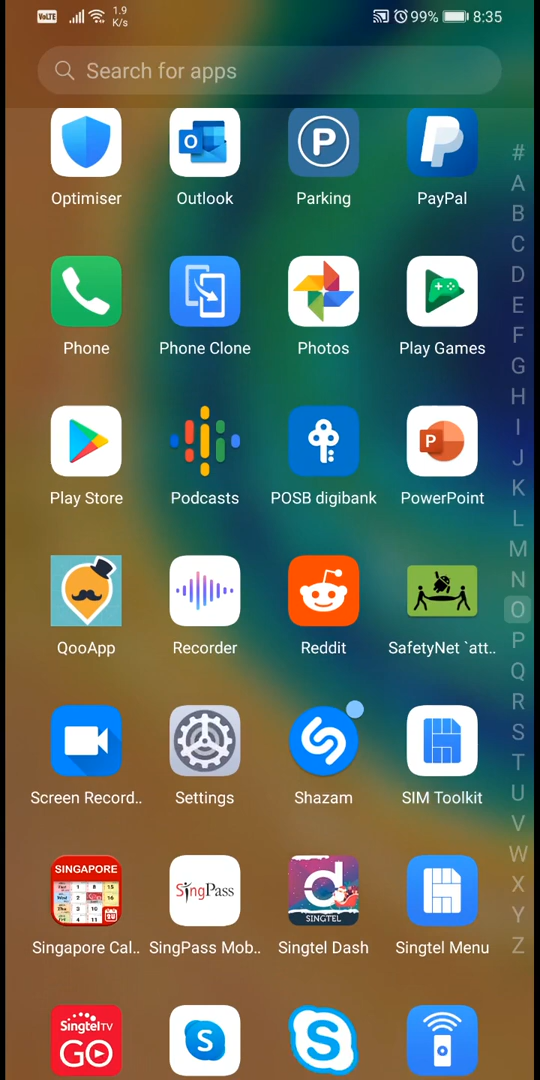 VoLTE 1.9 K/s 99% 8:35
Search for apps
Optimiser Outlook Parking PayPal
Phone Phone Clone Photos Play Games
Play Store Podcasts POSB digibank PowerPoint
QooApp Recorder Reddit SafetyNet `att..
Screen Record.. Settings Shazam SIM Toolkit
SINGAPORE SingPass d SINGTEL
Singapore Cal.. SingPass Mob.. Singtel Dash Singtel Menu
SingtelTV GO S S
#
A
B
C
D
E
F
G
H
I
J
K
L
M
N
O
P
Q
R
S
T
U
V
W
X
Y
Z